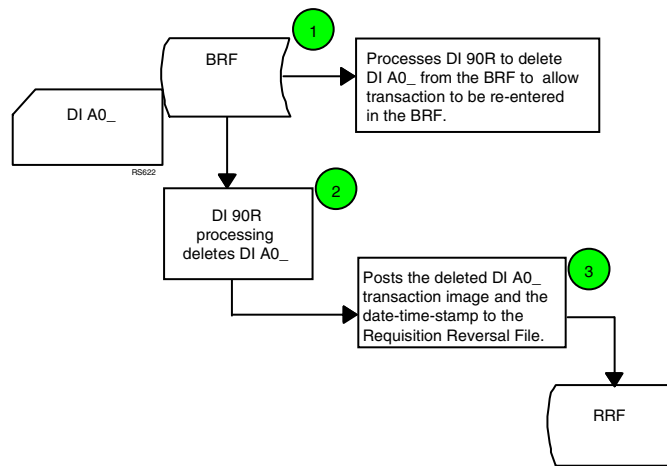 1
BRF
Processes DI 90R to delete
DI A0_ from the BRF to allow
transaction to be re-entered
in the BRF.
DI A0_
RS622
2
DI 90R
processing
deletes DI A0_
3
Posts the deleted DI A0_
transaction image and the
date-time-stamp to the
Requisition Reversal File.
RRF